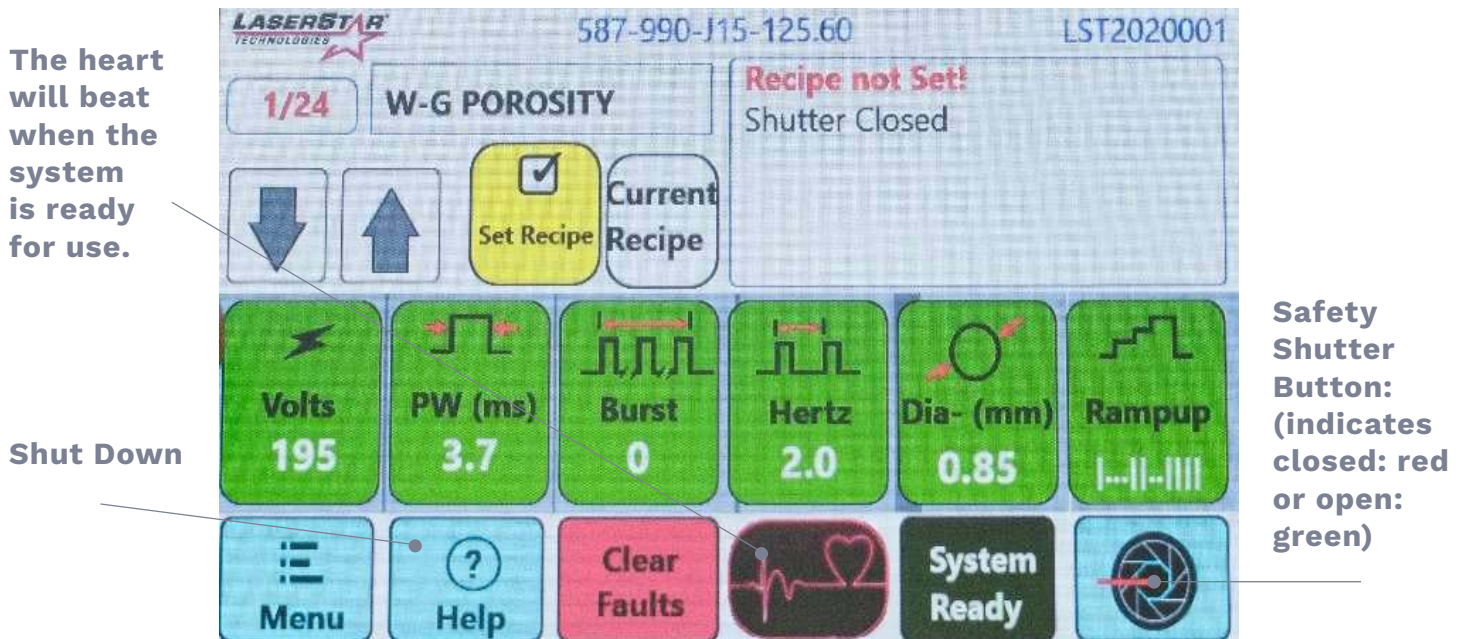 The heart
will beat
when the
system
is ready
for use.
Shut Down
LASERSTAR
TECHNOLOGIES
587-990-J15-125.60
LST2020001
1/24
W-G POROSITY
Recipe not Set!
Shutter Closed
Set Recipe
Current
Recipe
Volts
195
PW (ms)
3.7
Burst
0
Hertz
2.0
Dia- (mm)
0.85
Rampup
Menu
?
Help
Clear
Faults
System
Ready
Safety
Shutter
Button:
(indicates
closed: red
or open:
green)